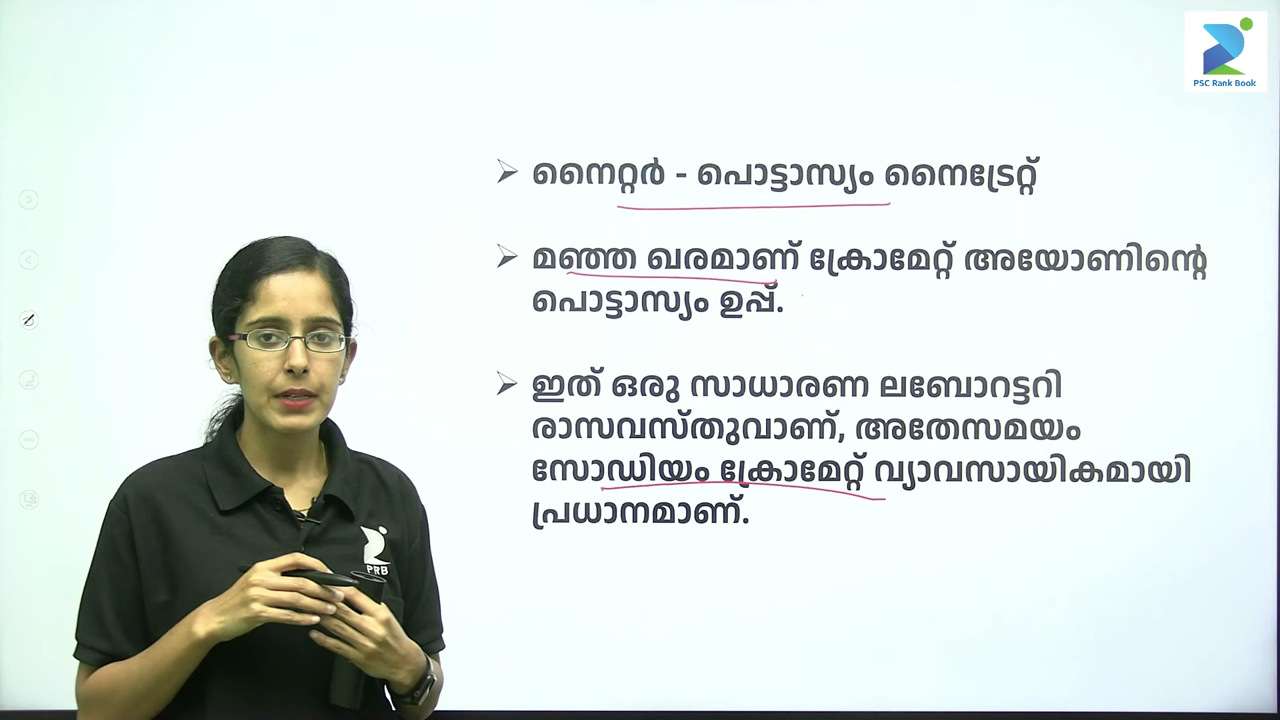 PSC Rank Book
നൈറ്റർ - പൊട്ടാസ്യം നൈട്രേറ്റ്
മഞ്ഞ ഖരമാണ് ക്രോമേറ്റ് അയോണിന്റെ
പൊട്ടാസ്യം ഉപ്പ്.
ഇത് ഒരു സാധാരണ ലബോറട്ടറി
രാസവസ്തുവാണ്, അതേസമയം
സോഡിയം ക്രോമേറ്റ് വ്യാവസായികമായി
പ്രധാനമാണ്.
PRB